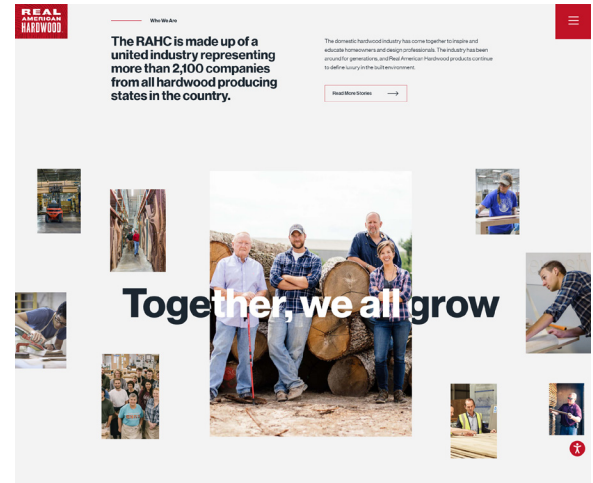 REAL
AMERICAN
HARDWOOD
Who We Are
The RAHC is made up of a
united industry representing
more than 2,100 companies
from all hardwood producing
states in the country.
The domestic hardwood industry has come together to inspire and
educate homeowners and design professionals. The industry has been
around for generations, and Real American Hardwood products continue
to define luxury in the built environment.
Read More Stories
Together, we all grow